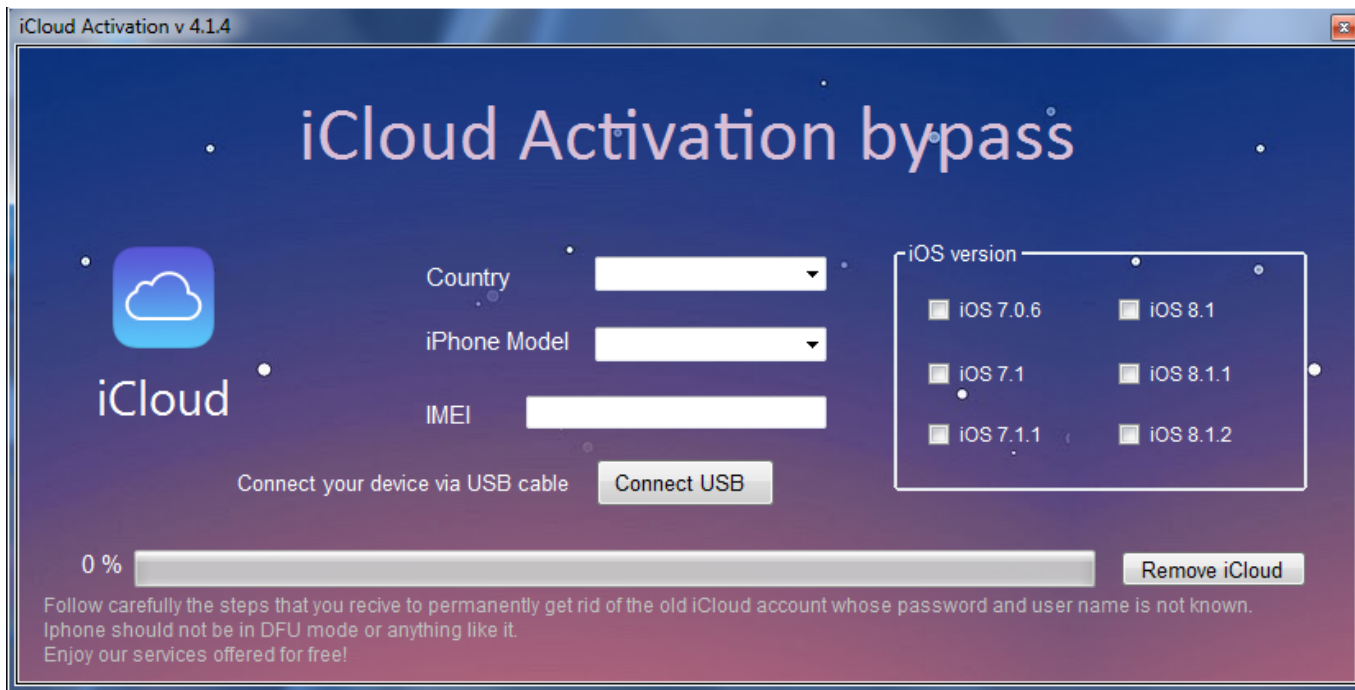 iCloud Activation v 4.1.4
iCloud Activation bypass
iCloud
Country
iPhone Model
IMEI
Connect your device via USB cable
Connect USB
iOS version
iOS 7.0.6
iOS 8.1
iOS 7.1
iOS 8.1.1
iOS 7.1.1
iOS 8.1.2
0 %
Remove iCloud
Follow carefully the steps that you recive to permanently get rid of the old iCloud account whose password and user name is not known.
Iphone should not be in DFU mode or anything like it.
Enjoy our services offered for free!